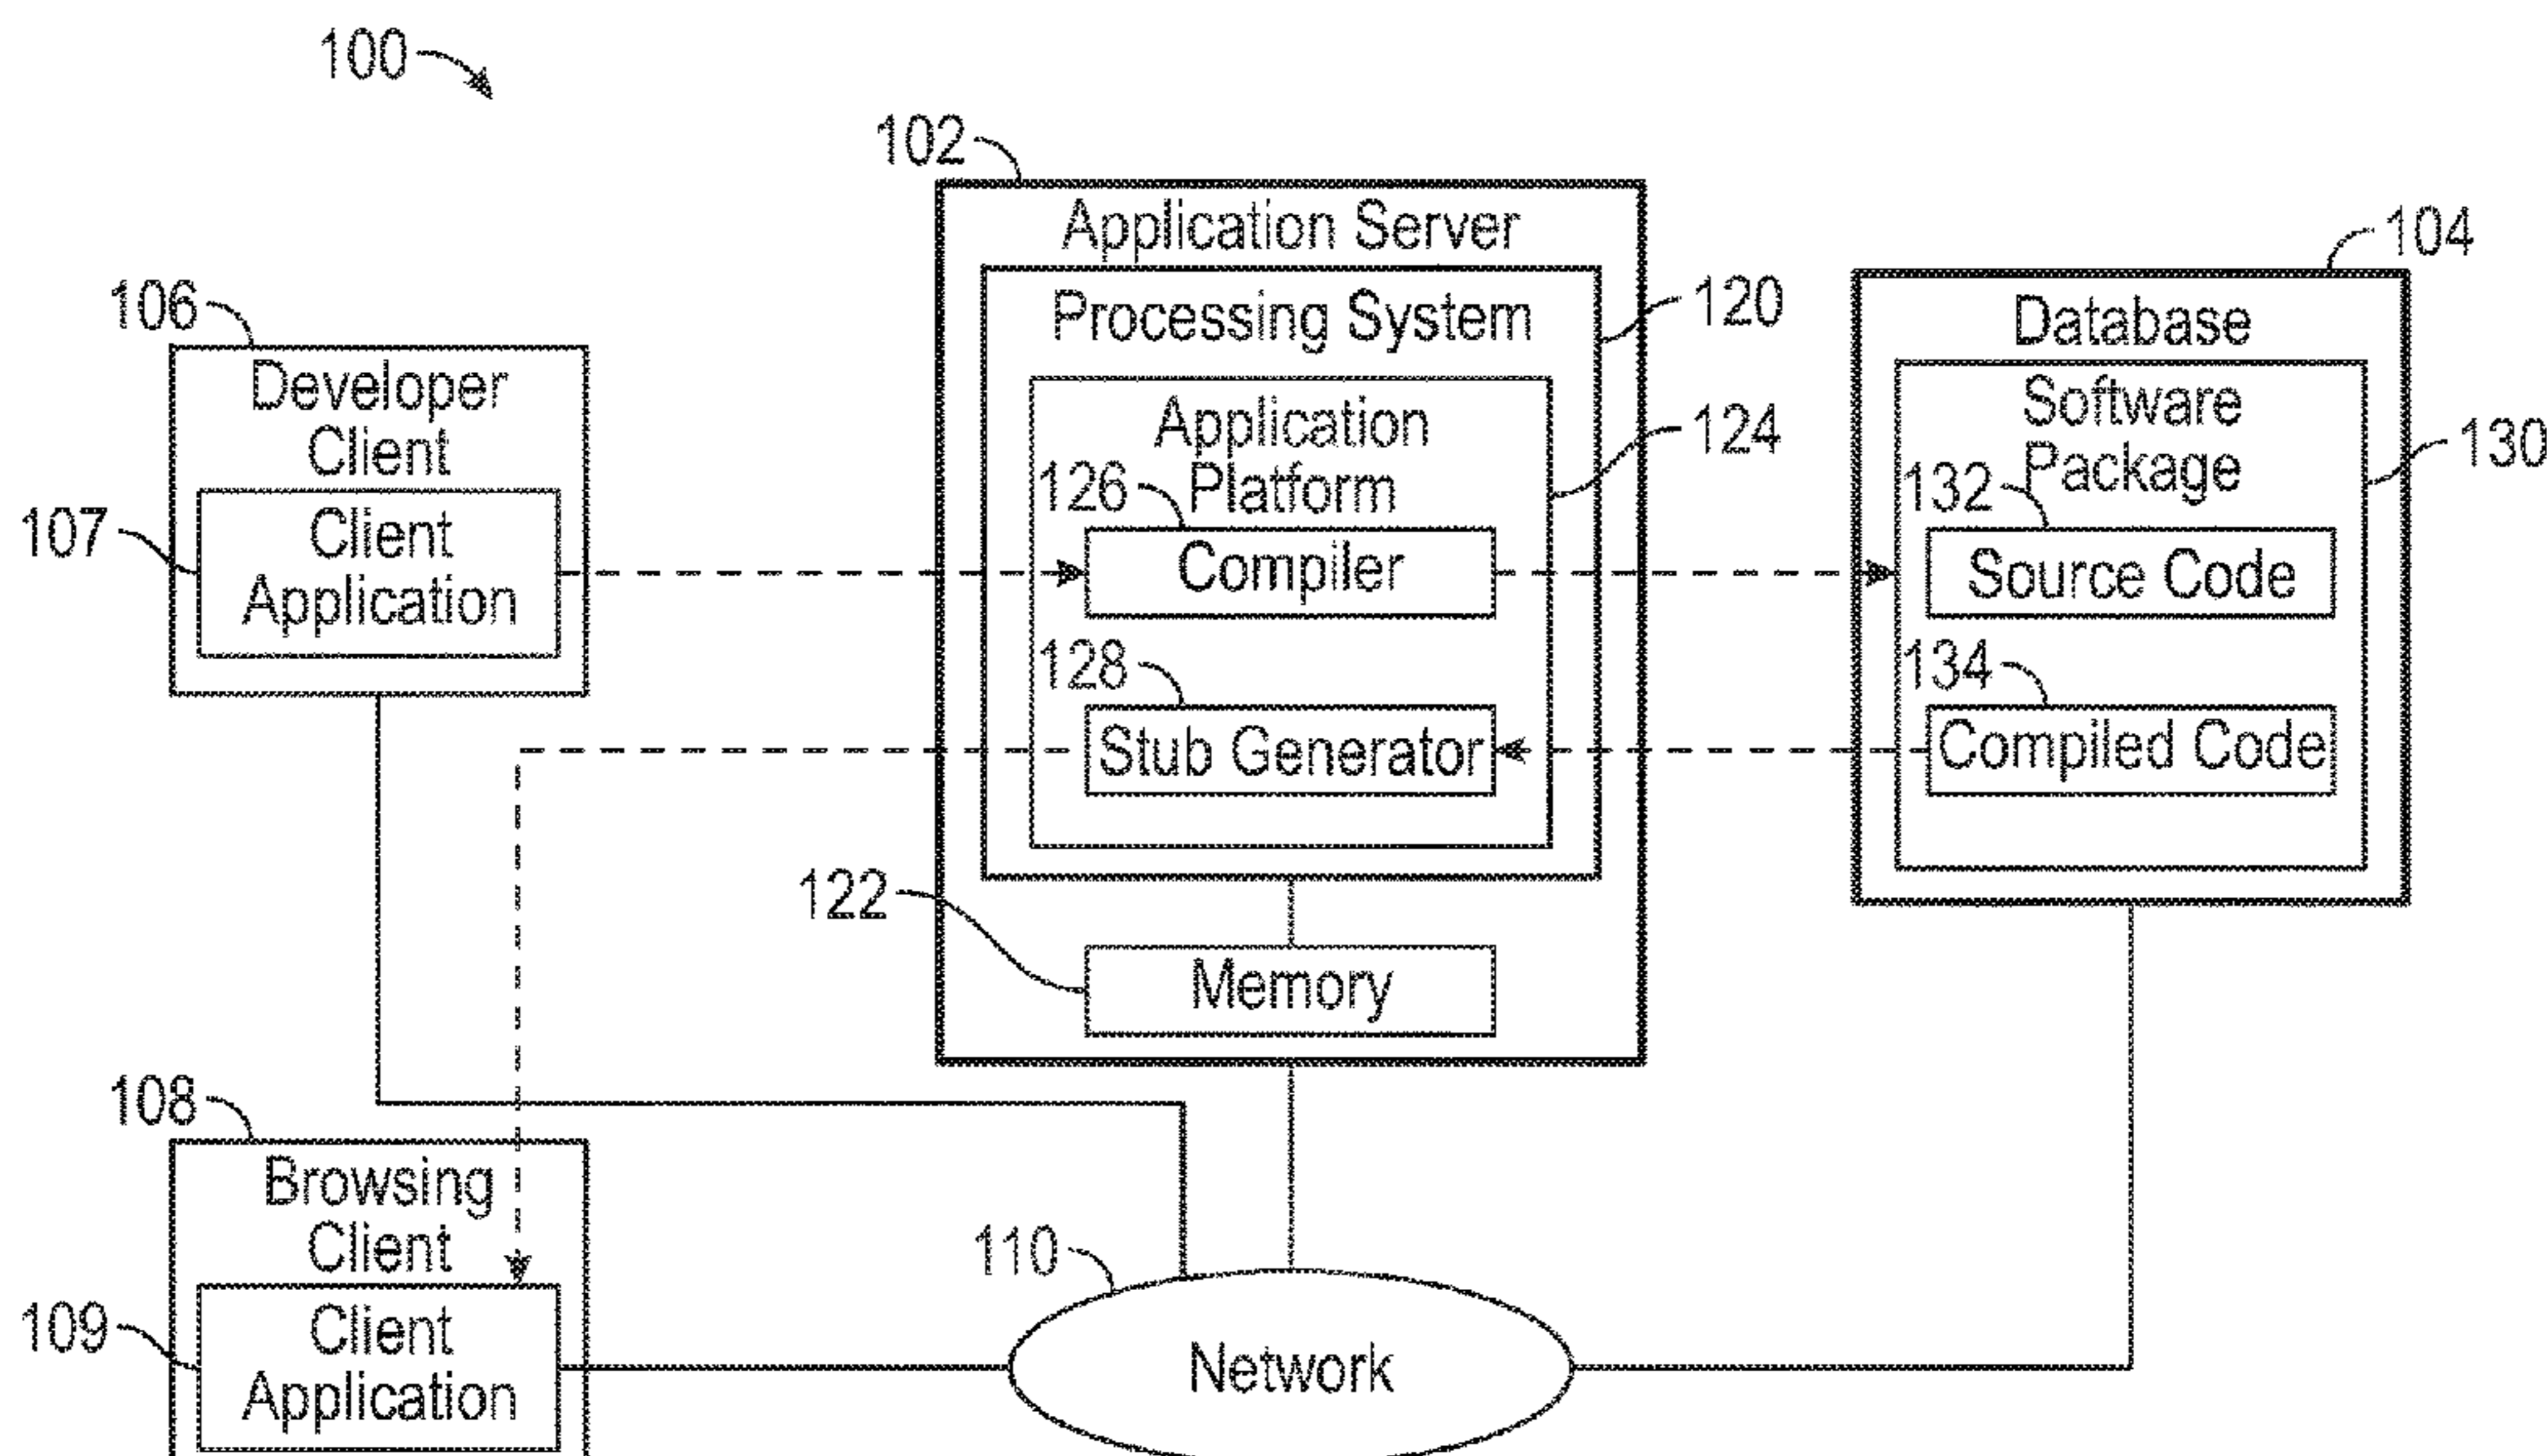 100
102
Application Server
104
106
Processing System
120
Database
Developer
Client
Application
Platform
124
Software
Package
130
126
132
107
Client
Application
Compiler
Source Code
128
134
Stub Generator
Compiled Code
122
Memory
108
Browsing
Client
110
109
Client
Application
Network